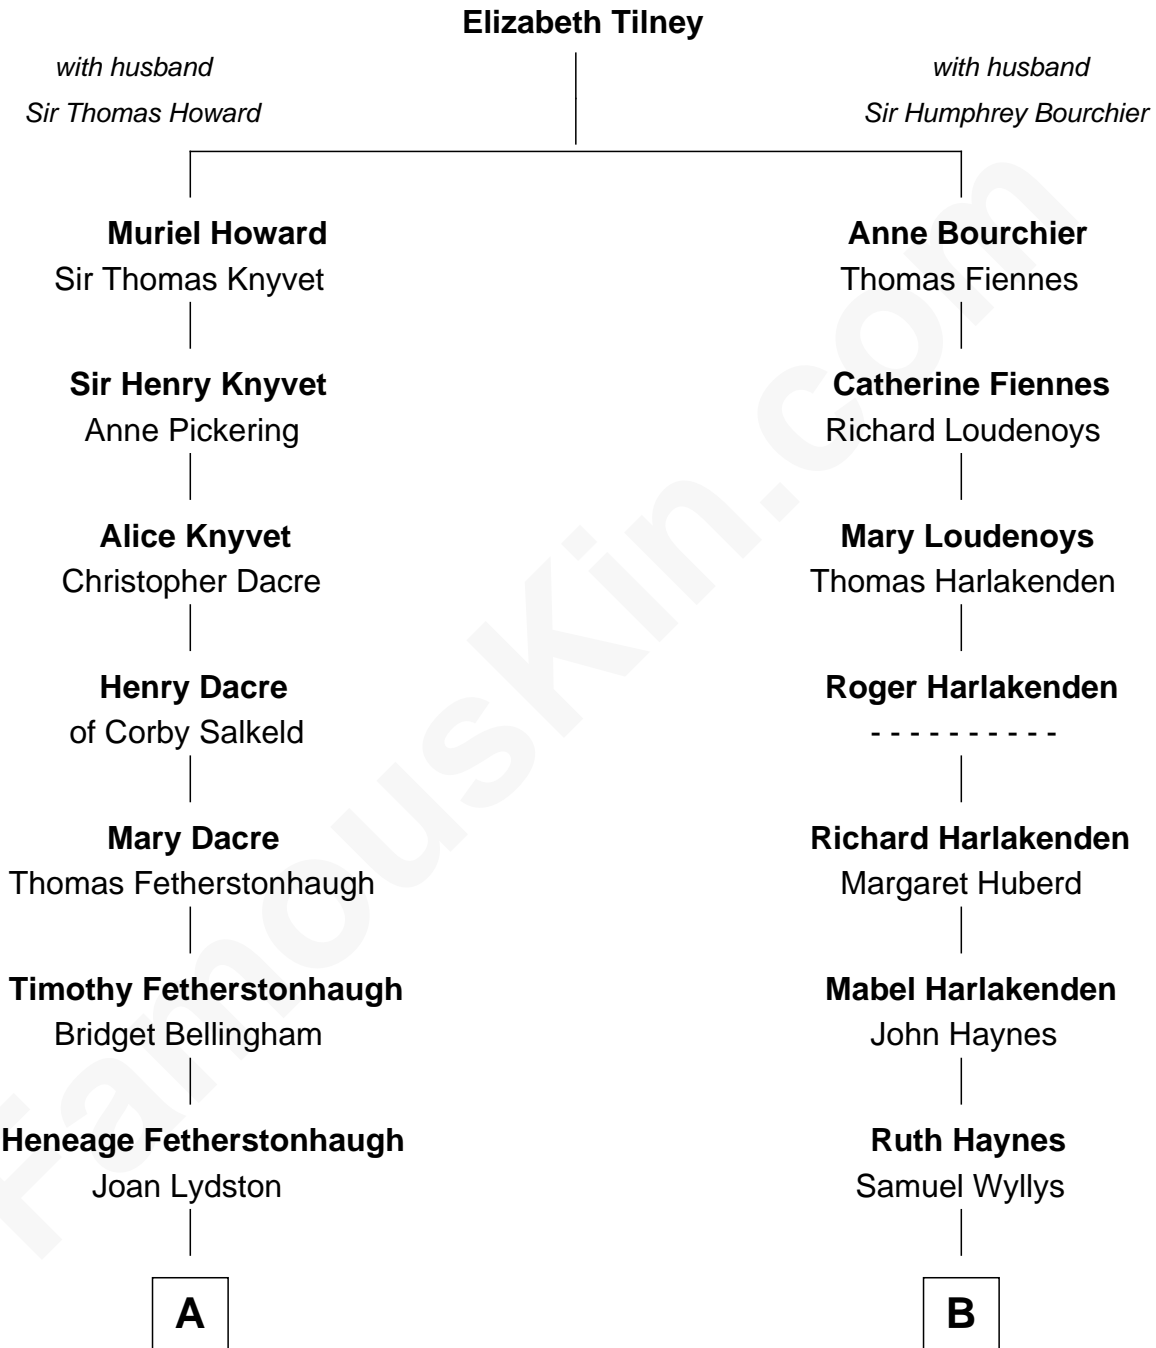 Elizabeth Tilney
with husband
Sir Thomas Howard
with husband
Sir Humphrey Bourchier
Muriel Howard
Sir Thomas Knyvet
Anne Bourchier
Thomas Fiennes
Sir Henry Knyvet
Anne Pickering
Catherine Fiennes
Richard Loudenoys
Alice Knyvet
Christopher Dacre
Mary Loudenoys
Thomas Harlakenden
Henry Dacre
of Corby Salkeld
Roger Harlakenden
- - - - - - - - - -
Mary Dacre
Thomas Fetherstonhaugh
Richard Harlakenden
Margaret Huberd
Timothy Fetherstonhaugh
Bridget Bellingham
Mabel Harlakenden
John Haynes
Heneage Fetherstonhaugh
Joan Lydston
Ruth Haynes
Samuel Wyllys
A
B
FamousKin.com